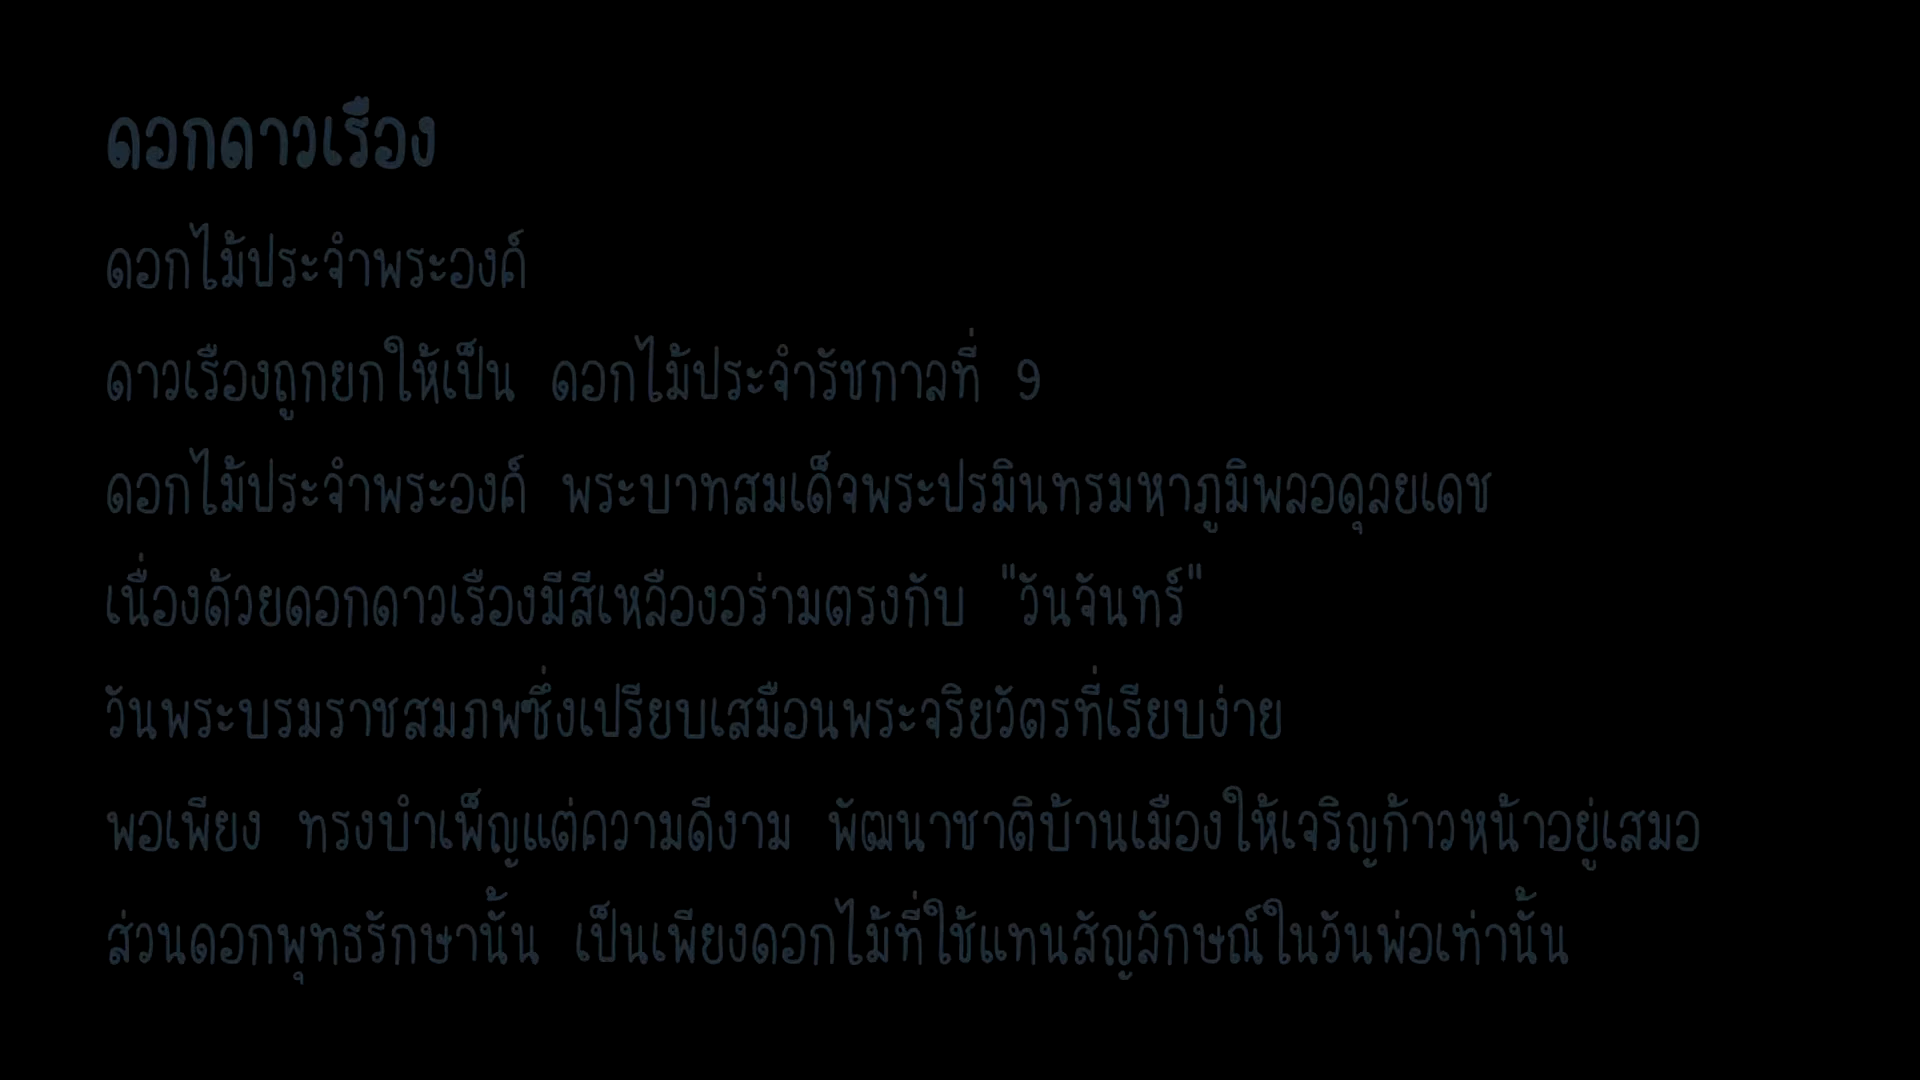 ดอกดาวเรือง
ดอกไม้ประจำพระองค์
ดาวเรืองถูกยกให้เป็น ดอกไม้ประจำรัชกาลที่ 9
ดอกไม้ประจำพระองค์ พระบาทสมเด็จพระปรมินทรมหาภูมิพลอดุลยเดช
เนื่องด้วยดอกดาวเรืองมีสีเหลืองอร่ามตรงกับ "วันจันทร์"
วันพระบรมราชสมภพซึ่งเปรียบเสมือนพระจริยวัตรที่เรียบง่าย
พอเพียง ทรงบำเพ็ญแต่ความดีงาม พัฒนาชาติบ้านเมืองให้เจริญก้าวหน้าอยู่เสมอ
ส่วนดอกพุทธรักษานั้น เป็นเพียงดอกไม้ที่ใช้แทนสัญลักษณ์ในวันพ่อเท่านั้น